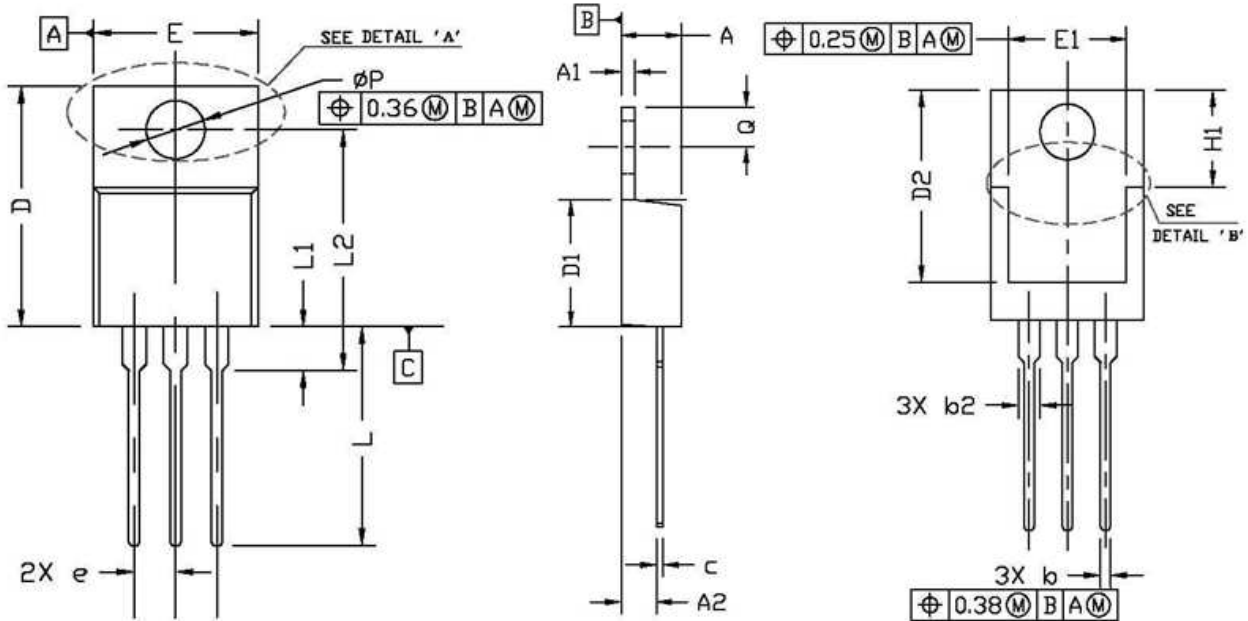 A
E
SEE DETAIL 'A'
øP
⌖ 0.36 Ⓜ B A Ⓜ
D
L1
L2
C
L
2X e
B
A
A1
Q
D1
c
A2
⌖ 0.25 Ⓜ B A Ⓜ
E1
D2
H1
SEE
DETAIL 'B'
3X b2
3X b
⌖ 0.38 Ⓜ B A Ⓜ